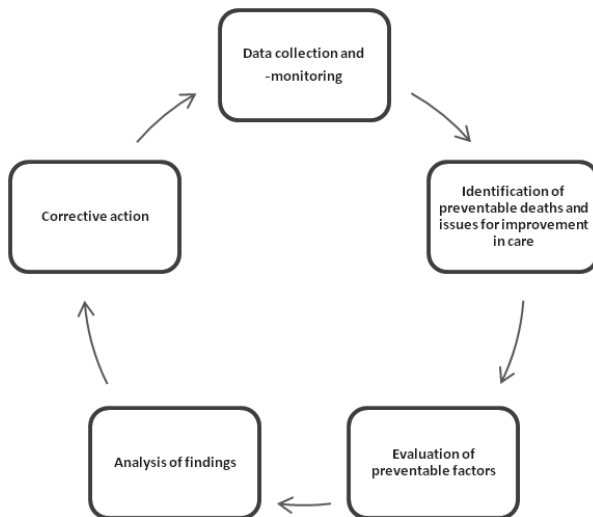 Data collection and
-monitoring
Identification of
preventable deaths and
issues for improvement
in care
Evaluation of
preventable factors
Analysis of findings
Corrective action